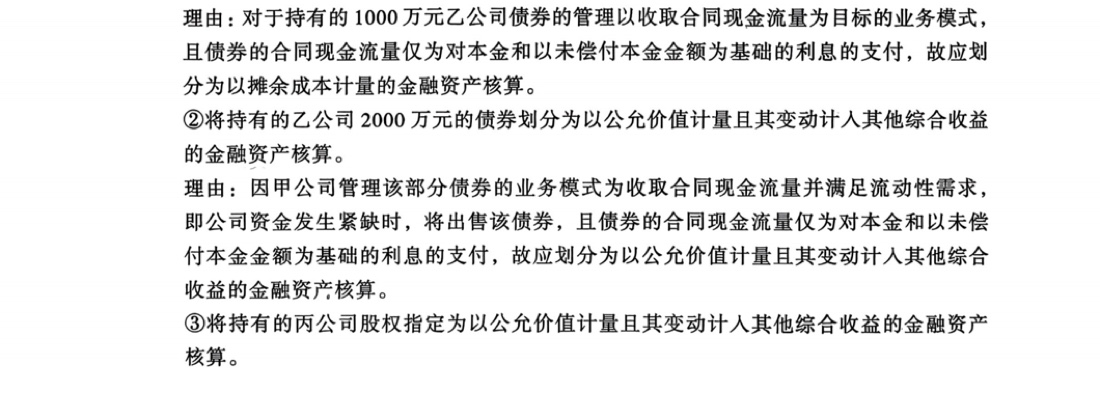 理由：对于持有的1000万元乙公司债券的管理以收取合同现金流量为目标的业务模式，
且债券的合同现金流量仅为对本金和以未偿付本金金额为基础的利息的支付，故应划
分为以摊余成本计量的金融资产核算。
②将持有的乙公司2000万元的债券划分为以公允价值计量且其变动计入其他综合收益
的金融资产核算。
理由：因甲公司管理该部分债券的业务模式为收取合同现金流量并满足流动性需求，
即公司资金发生紧缺时，将出售该债券，且债券的合同现金流量仅为对本金和以未偿
付本金金额为基础的利息的支付，故应划分为以公允价值计量且其变动计入其他综合
收益的金融资产核算。
③将持有的丙公司股权指定为以公允价值计量且其变动计入其他综合收益的金融资产
核算。